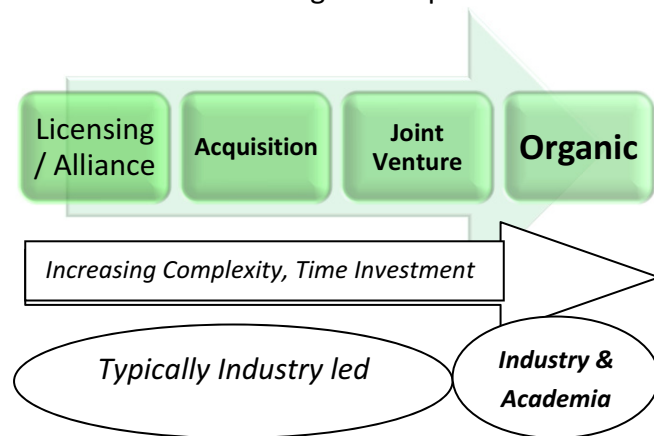 Licensing
/ Alliance
Acquisition
Joint
Venture
Organic
Increasing Complexity, Time Investment
Typically Industry led
Industry &
Academia